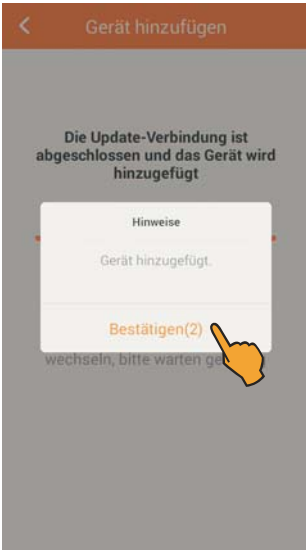 Gerät hinzufügen
Die Update-Verbindung ist
abgeschlossen und das Gerät wird
hinzugefügt
Hinweise
Gerät hinzugefügt.
Bestätigen(2)
wechseln, bitte warten